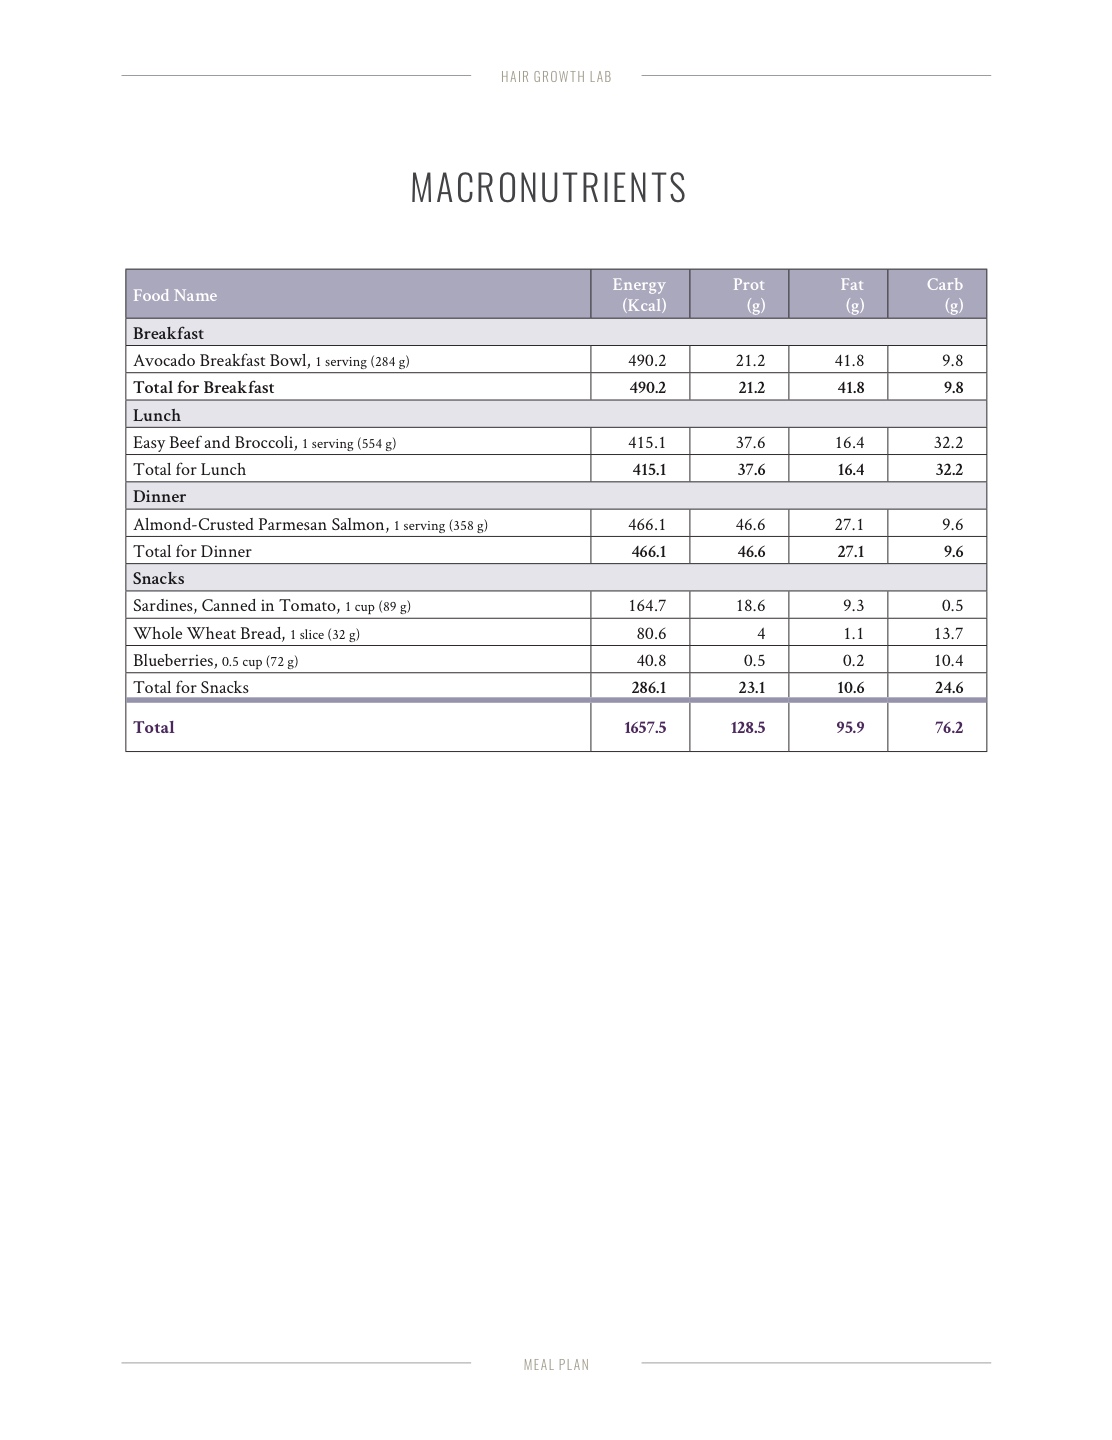 HAIR GROWTH LAB
MACRONUTRIENTS
Food Name Energy (Kcal) Prot (g) Fat (g) Carb (g)
Breakfast
Avocado Breakfast Bowl, 1 serving (284 g) 490.2 21.2 41.8 9.8
Total for Breakfast 490.2 21.2 41.8 9.8
Lunch
Easy Beef and Broccoli, 1 serving (554 g) 415.1 37.6 16.4 32.2
Total for Lunch 415.1 37.6 16.4 32.2
Dinner
Almond-Crusted Parmesan Salmon, 1 serving (358 g) 466.1 46.6 27.1 9.6
Total for Dinner 466.1 46.6 27.1 9.6
Snacks
Sardines, Canned in Tomato, 1 cup (89 g) 164.7 18.6 9.3 0.5
Whole Wheat Bread, 1 slice (32 g) 80.6 4 1.1 13.7
Blueberries, 0.5 cup (72 g) 40.8 0.5 0.2 10.4
Total for Snacks 286.1 23.1 10.6 24.6
Total 1657.5 128.5 95.9 76.2
MEAL PLAN